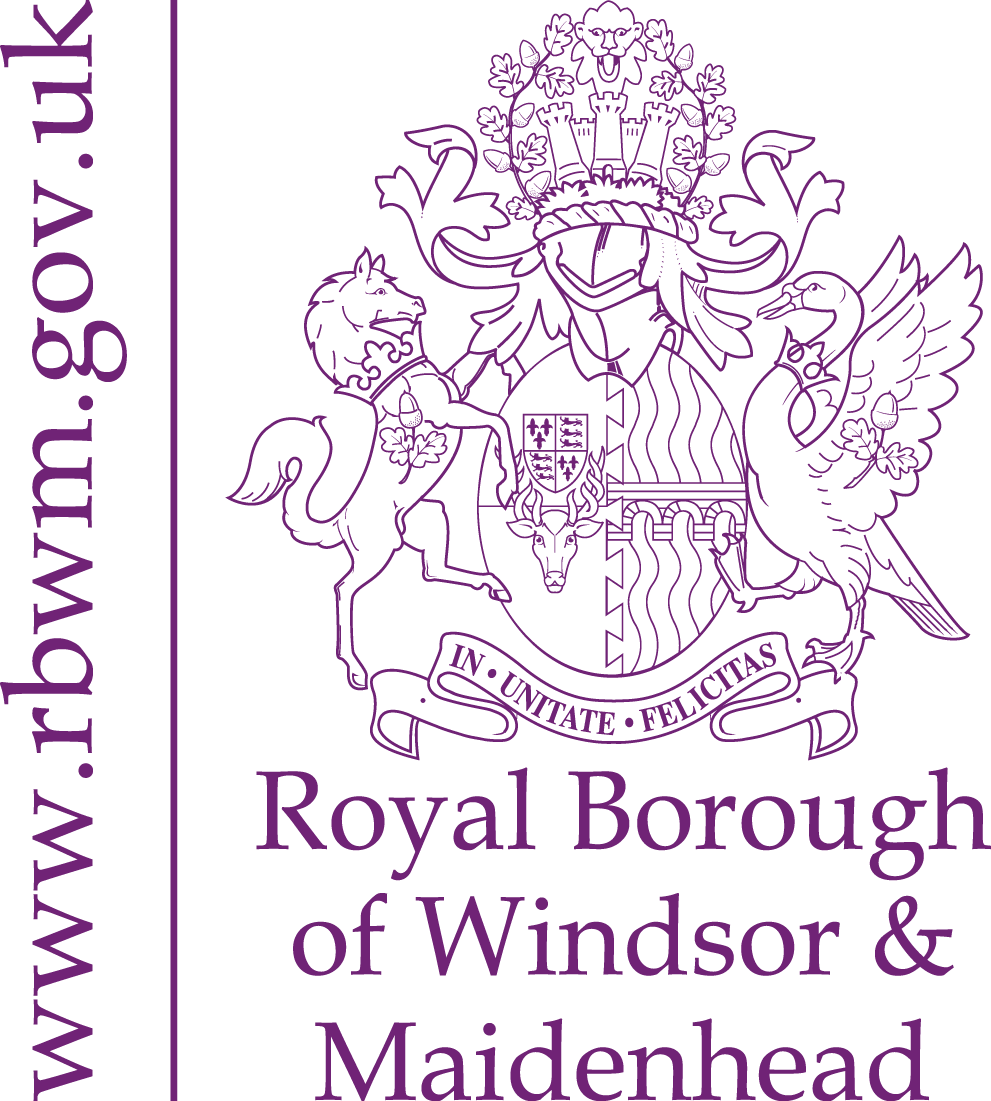 www.rbwm.gov.uk
IN • UNITATE • FELICITAS
Royal Borough
of Windsor &
Maidenhead